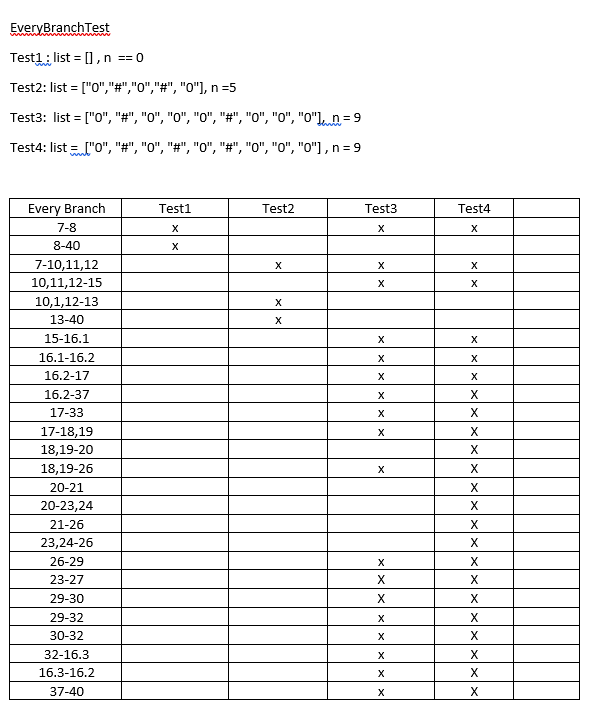 EveryBranchTest
Test1 : list = [] , n  == 0
Test2: list = ["0","#","0","#", "0"], n =5
Test3:  list = ["0", "#", "0", "0", "0", "#", "0", "0", "0"],  n = 9
Test4: list =  ["0", "#", "0", "#", "0", "#", "0", "0", "0"] , n = 9
Every Branch Test1 Test2 Test3 Test4
7-8 x x x
8-40 x
7-10,11,12 x x x
10,11,12-15 x x
10,1,12-13 x
13-40 x
15-16.1 x x
16.1-16.2 x x
16.2-17 x x
16.2-37 x X
17-33 x X
17-18,19 x X
18,19-20 X
18,19-26 x X
20-21 X
20-23,24 X
21-26 X
23,24-26 X
26-29 x X
23-27 X X
29-30 X X
29-32 x X
30-32 x X
32-16.3 x X
16.3-16.2 x X
37-40 x X